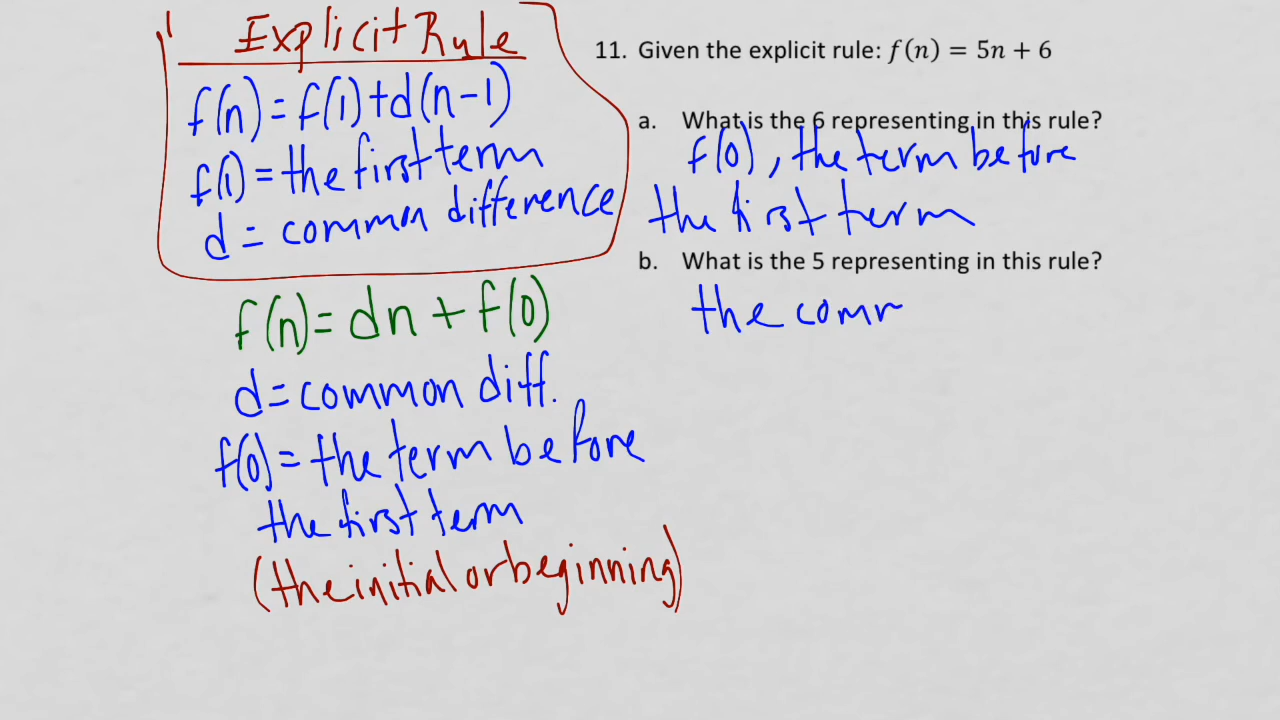 Explicit Rule
f(n) = f(1) + d(n-1)
f(1) = the first term
d = common difference
f(n) = dn + f(0)
d = common diff.
f(0) = the term before
the first term
(the initial or beginning)
11. Given the explicit rule: f(n) = 5n + 6
a. What is the 6 representing in this rule?
f(0), the term before
the first term
b. What is the 5 representing in this rule?
the comm